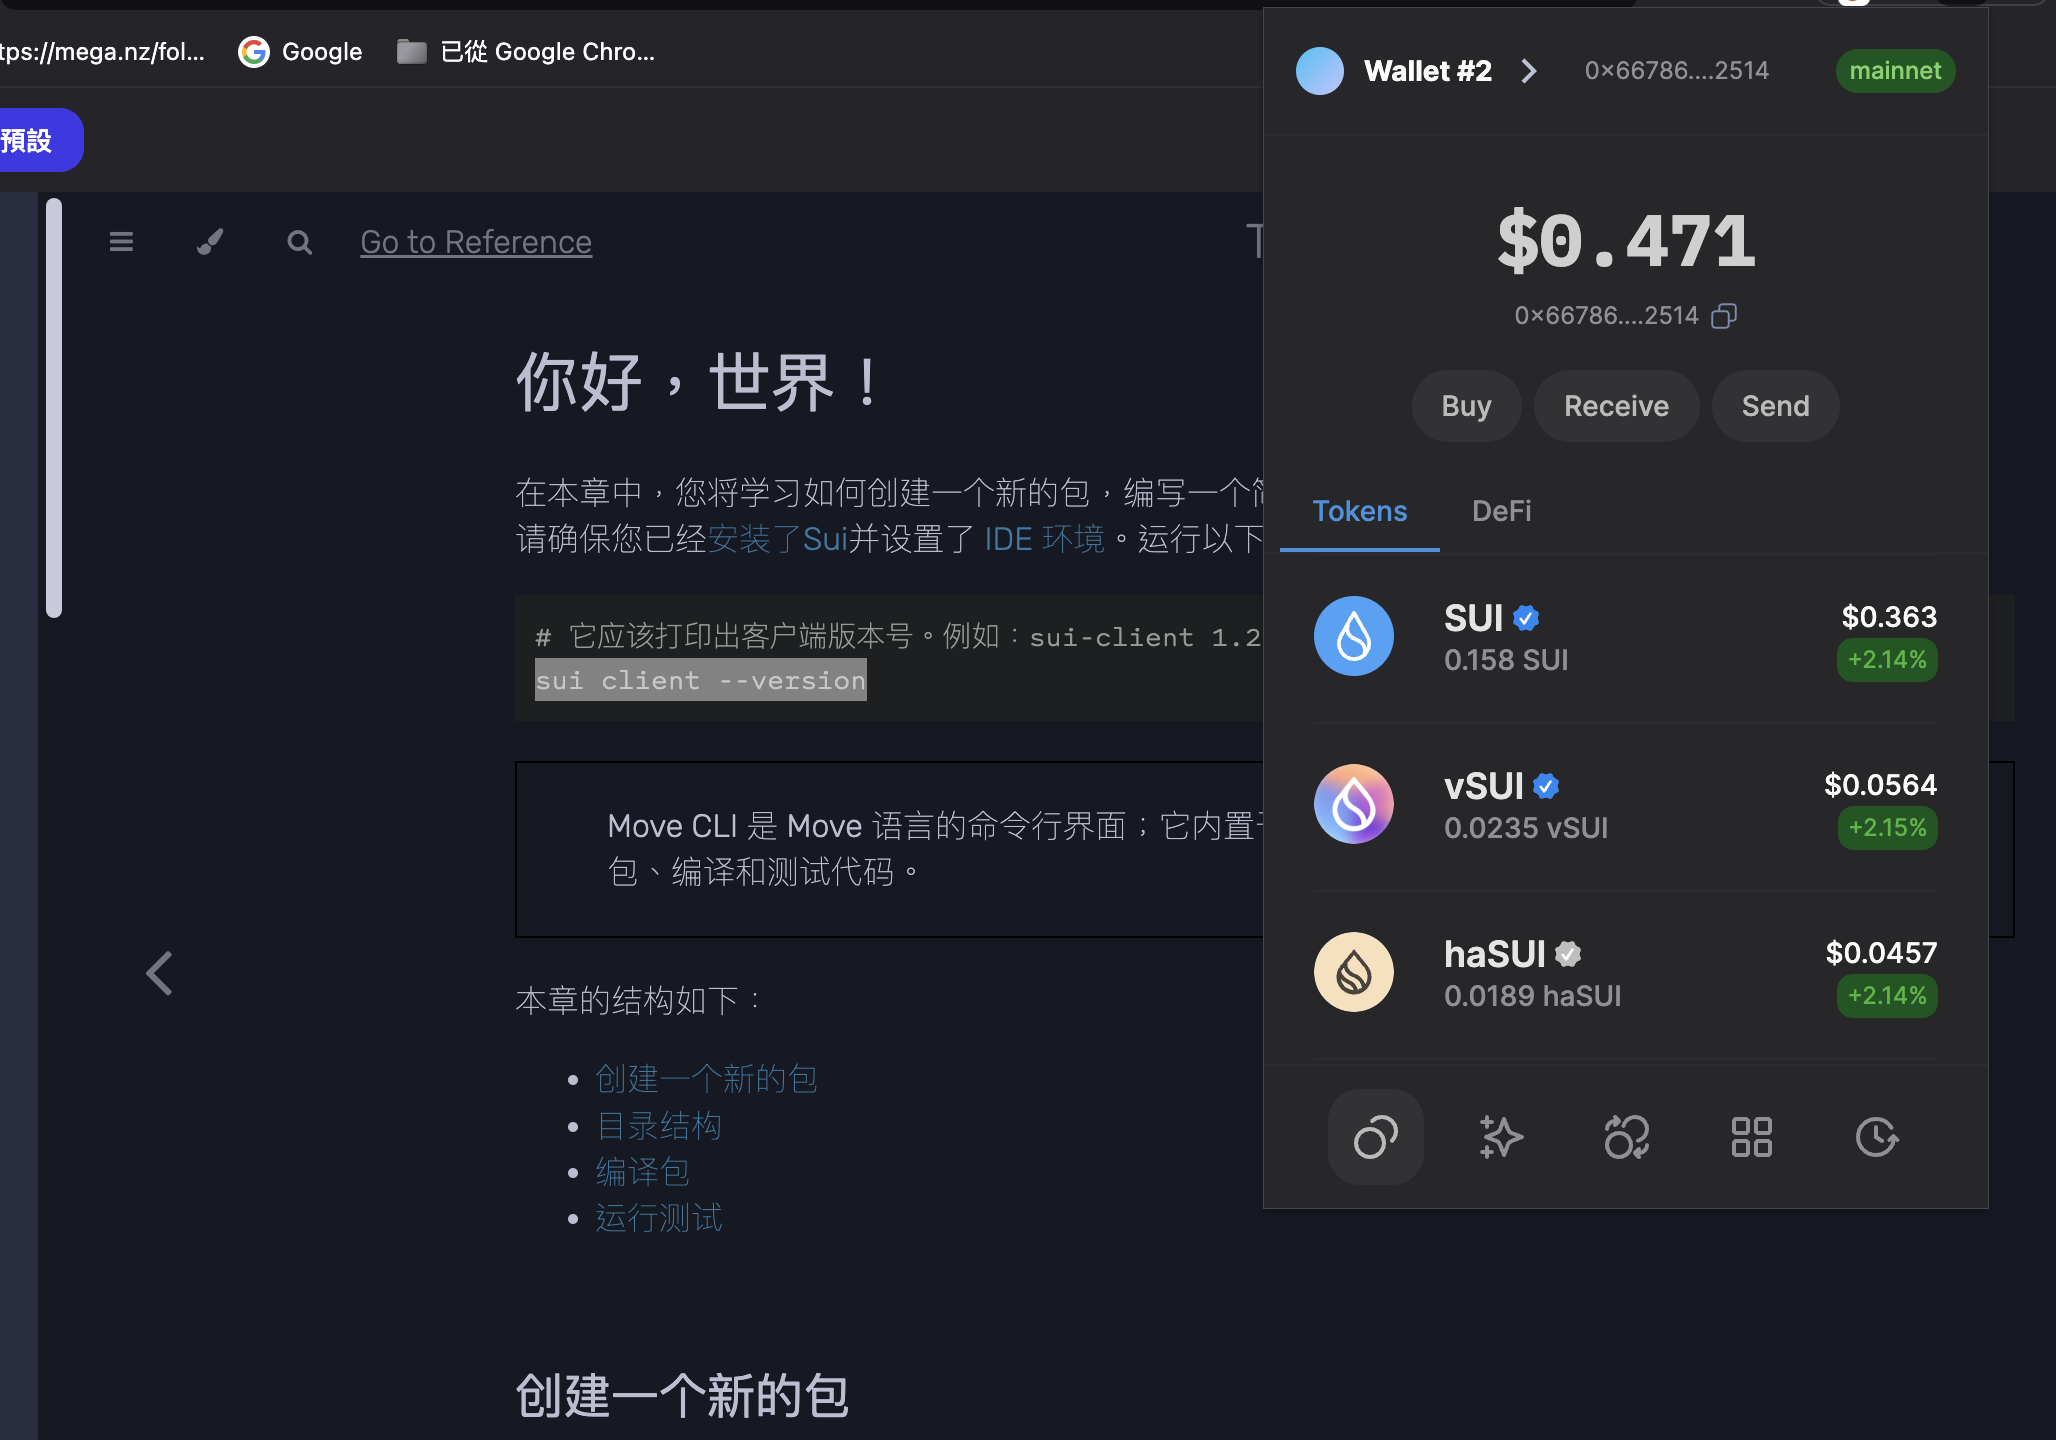 tps://mega.nz/fol...
Google
已從 Google Chro...
預設
Go to Reference
你好，世界！
在本章中，您将学习如何创建一个新的包，编写一个
请确保您已经安装了Sui并设置了 IDE 环境。运行以下
# 它应该打印出客户端版本号。例如：sui-client 1.2
sui client --version
Move CLI 是 Move 语言的命令行界面；它内置
包、编译和测试代码。
本章的结构如下：
创建一个新的包
目录结构
编译包
运行测试
创建一个新的包
Wallet #2
0×66786....2514
mainnet
$0.471
0×66786....2514
Buy
Receive
Send
Tokens
DeFi
SUI
$0.363
0.158 SUI
+2.14%
vSUI
$0.0564
0.0235 vSUI
+2.15%
haSUI
$0.0457
0.0189 haSUI
+2.14%